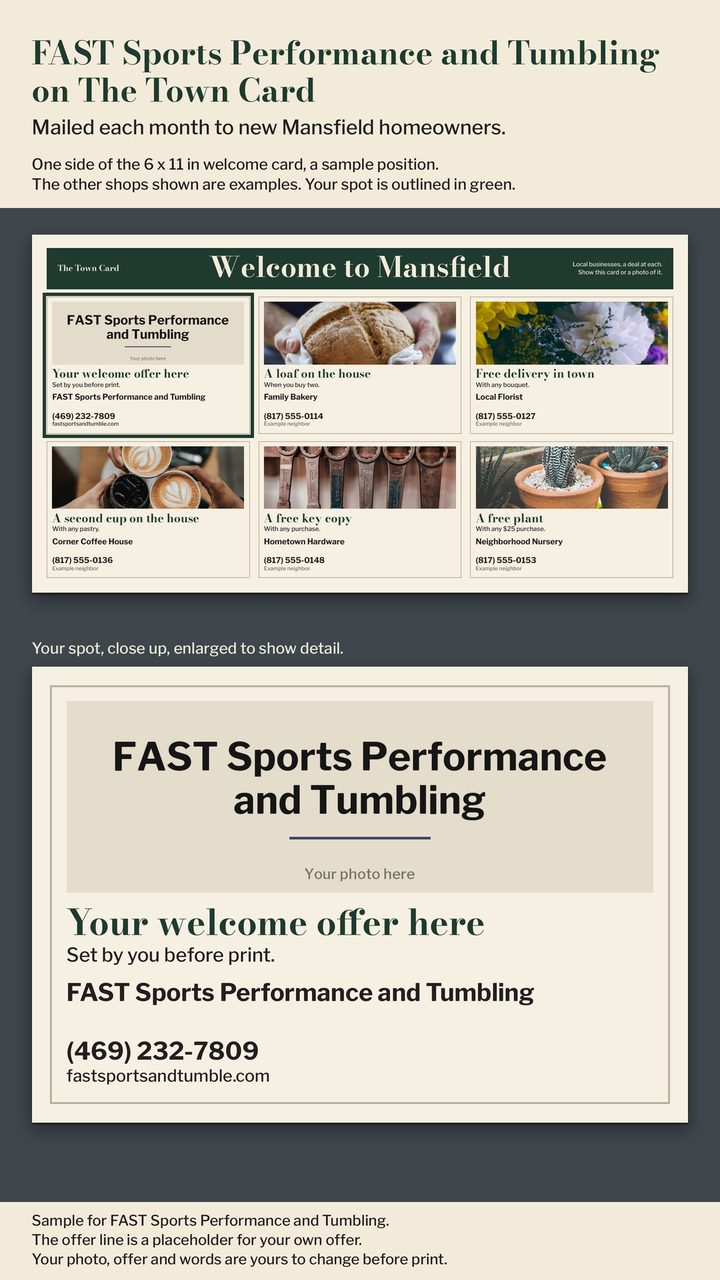 FAST Sports Performance and Tumbling
on The Town Card
Mailed each month to new Mansfield homeowners.
One side of the 6 x 11 in welcome card, a sample position.
The other shops shown are examples. Your spot is outlined in green.
The Town Card
Welcome to Mansfield
Local businesses, a deal at each.
Show this card or a photo of it.
FAST Sports Performance
and Tumbling
Your photo here
Your welcome offer here
Set by you before print.
FAST Sports Performance and Tumbling
(469) 232-7809
fastsportsandtumble.com
A loaf on the house
When you buy two.
Family Bakery
(817) 555-0114
Example neighbor
Free delivery in town
With any bouquet.
Local Florist
(817) 555-0127
Example neighbor
A second cup on the house
With any pastry.
Corner Coffee House
(817) 555-0136
Example neighbor
A free key copy
With any purchase.
Hometown Hardware
(817) 555-0148
Example neighbor
A free plant
With any $25 purchase.
Neighborhood Nursery
(817) 555-0153
Example neighbor
Your spot, close up, enlarged to show detail.
FAST Sports Performance
and Tumbling
Your photo here
Your welcome offer here
Set by you before print.
FAST Sports Performance and Tumbling
(469) 232-7809
fastsportsandtumble.com
Sample for FAST Sports Performance and Tumbling.
The offer line is a placeholder for your own offer.
Your photo, offer and words are yours to change before print.